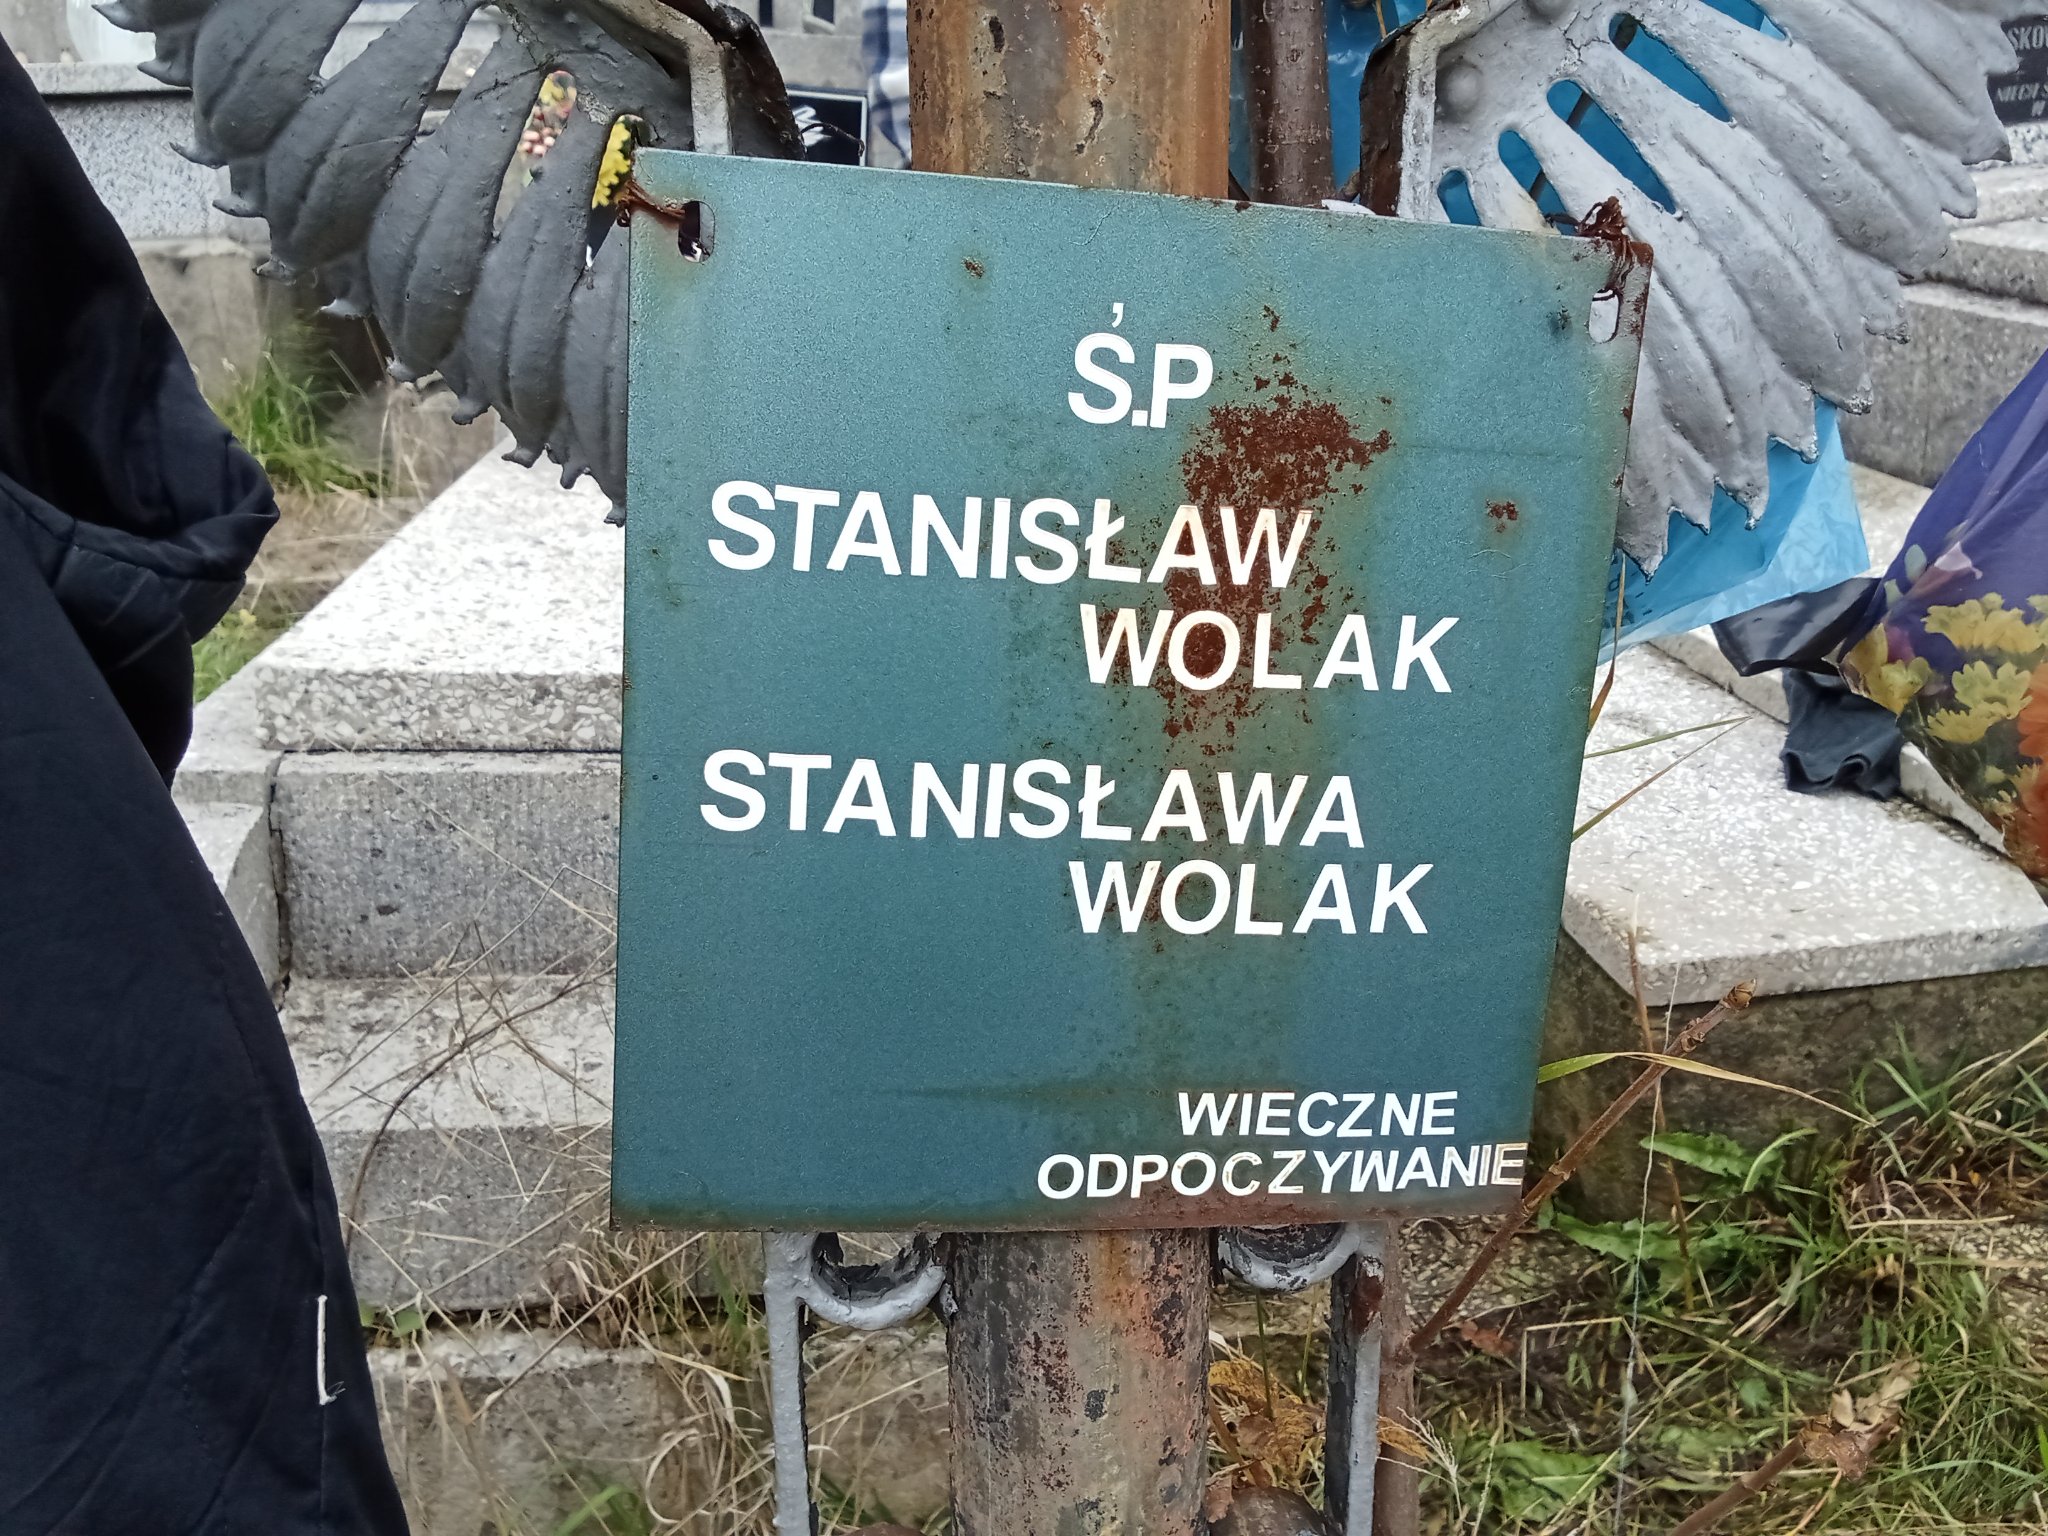 Ś.P
STANISŁAW
WOLAK
STANISŁAWA
WOLAK
WIECZNE
ODPOCZYWANIE